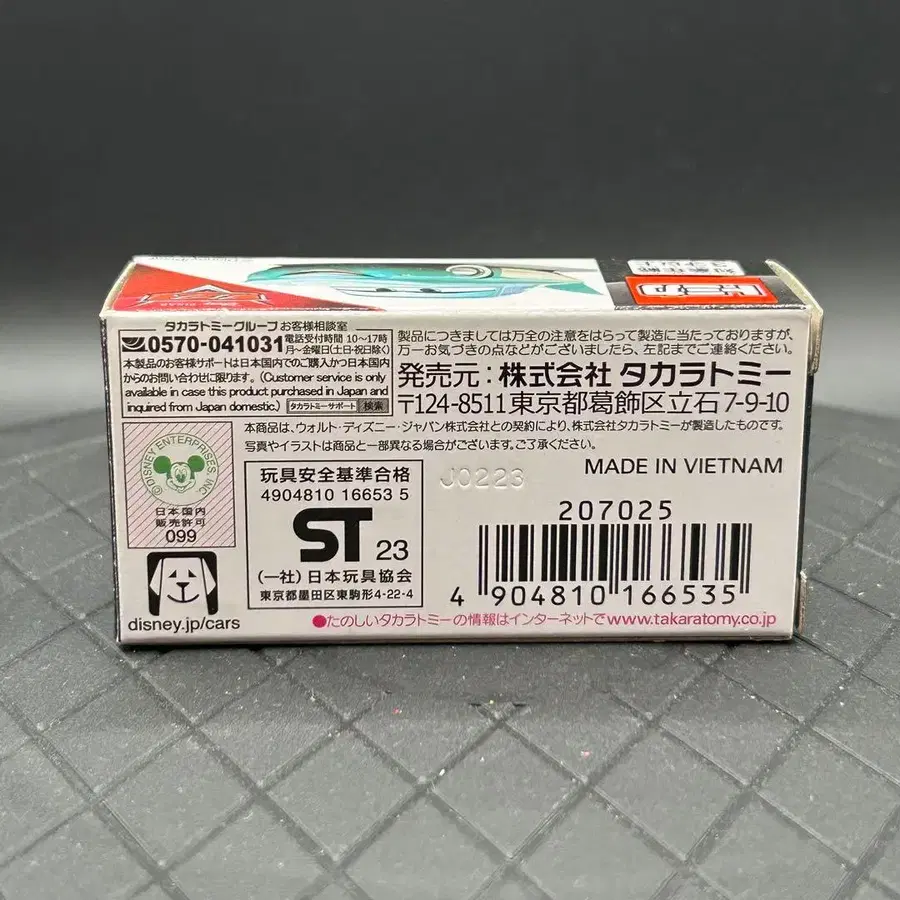 タカラトミーグループ お客様相談室
0570-041031 電話受付時間 10〜17時
月〜金曜日(土・日・祝日除く)
本製品のお客様サポートは日本国内でのご購入かつ日本国内
からのお問い合わせに限ります。(Customer service is only
available in case this product purchased in Japan and
inquired from Japan domestic.) タカラトミーサポート 検索
製品につきましては万全の注意をはらって製造に当たっておりますが、
万一お気づきの点などがございましたら、左記までご連絡ください。
発売元:株式会社 タカラトミー
〒124-8511 東京都葛飾区立石7-9-10
本商品は、ウォルト・ディズニー・ジャパン株式会社との契約により、株式会社タカラトミーが製造したものです。
写真やイラストは商品と一部異なる場合がございます。ご了承ください。
DISNEY ENTERPRISES, INC
日本国内
販売許可
099
disney.jp/cars
玩具安全基準合格
4904810 16653 5
ST 23
(一社)日本玩具協会
東京都墨田区東駒形4-22-4
J0223
MADE IN VIETNAM
207025
4 904810 166535
●たのしいタカラトミーの情報はインターネットで www.takaratomy.co.jp